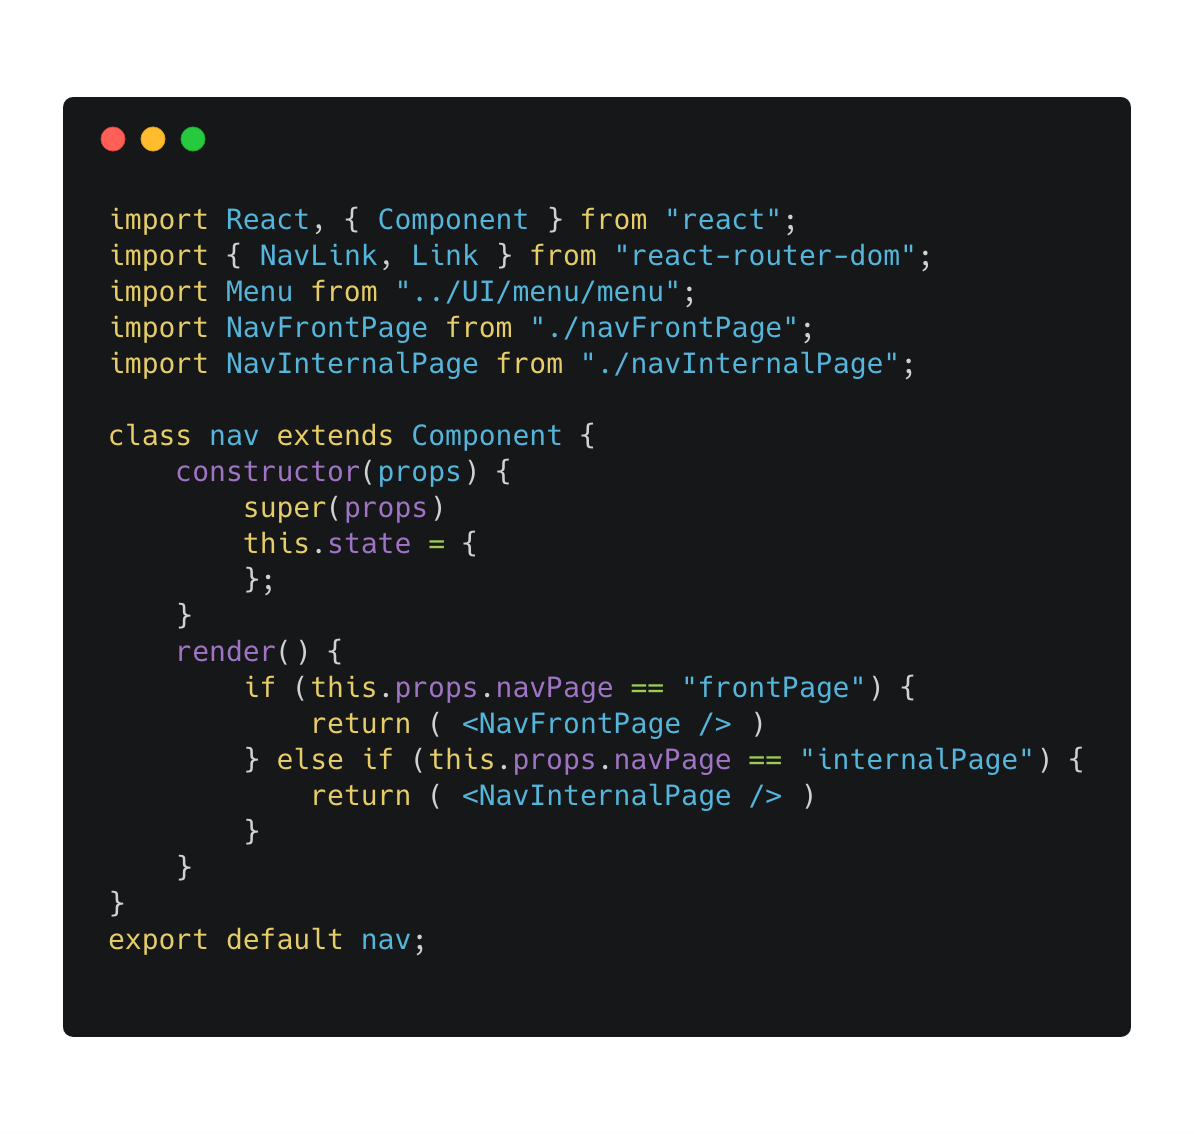 import React, { Component } from "react";
import { NavLink, Link } from "react-router-dom";
import Menu from "../UI/menu/menu";
import NavFrontPage from "./navFrontPage";
import NavInternalPage from "./navInternalPage";

class nav extends Component {
    constructor(props) {
        super(props)
        this.state = {
        };
    }
    render() {
        if (this.props.navPage == "frontPage") {
            return ( <NavFrontPage /> )
        } else if (this.props.navPage == "internalPage") {
            return ( <NavInternalPage /> )
        }
    }
}
export default nav;